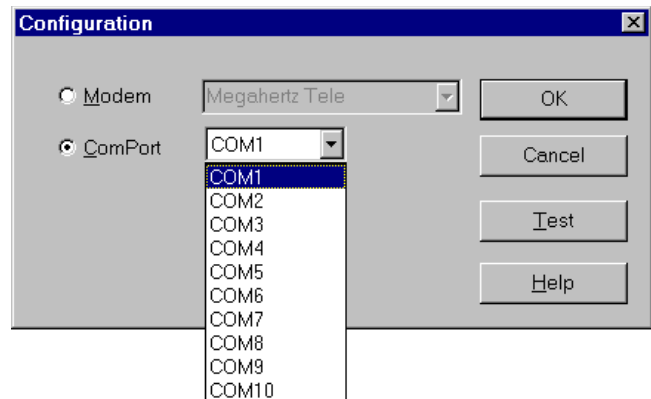 Configuration
Modem
Megahertz Tele
OK
ComPort
COM1
Cancel
COM1
COM2
COM3
COM4
COM5
COM6
COM7
COM8
COM9
COM10
Test
Help